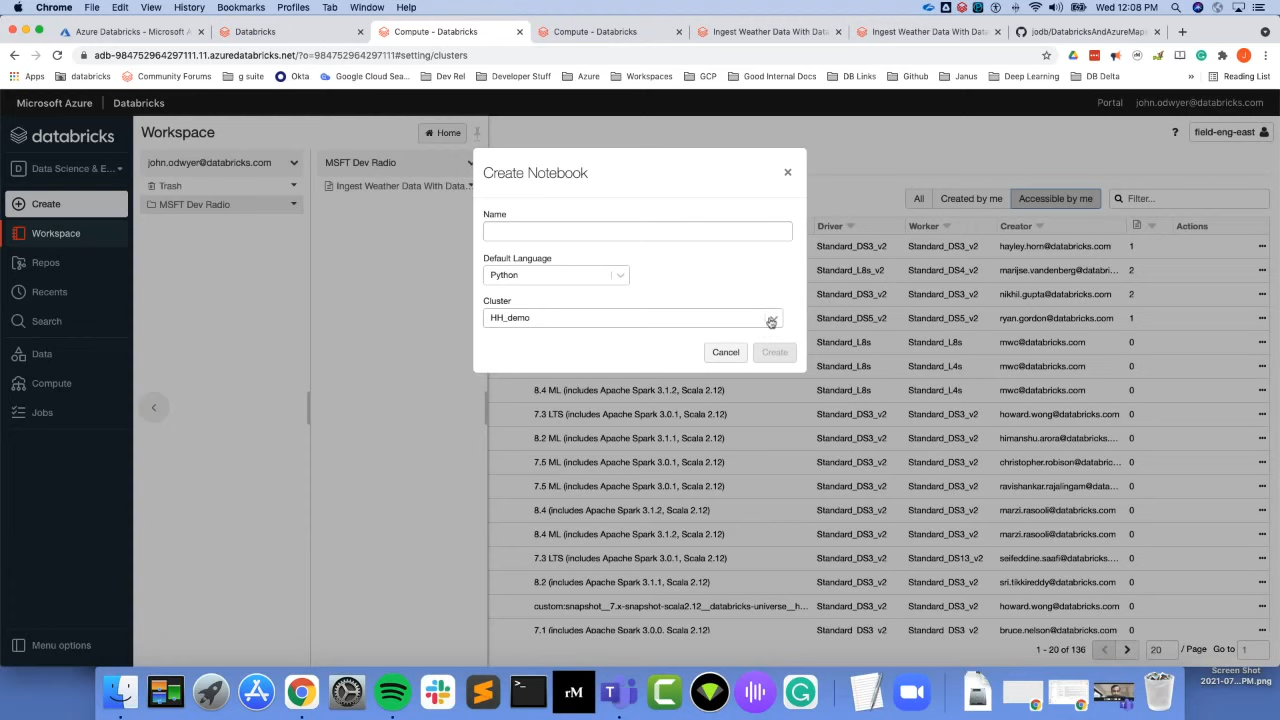 Chrome File Edit View History Bookmarks Profiles Tab Window Help
Wed 12:08 PM
Azure Databricks - Microsoft Az
Databricks
Compute - Databricks
Compute - Databricks
Ingest Weather Data With Data
Ingest Weather Data With Dat
jodb/DatabricksAndAzureMaps
adb-984752964297111.11.azuredatabricks.net/?o=984752964297111#setting/clusters
Apps databricks Community Forums g suite Okta Google Cloud Sea... Dev Rel Developer Stuff Azure Workspaces GCP Good Internal Docs DB Links Github Janus Deep Learning DB Delta » Reading List
Microsoft Azure Databricks Portal john.odwyer@databricks.com
databricks
Data Science & E...
Create
Workspace
Repos
Recents
Search
Data
Compute
Jobs
Menu options
Workspace
Home
john.odwyer@databricks.com
Trash
MSFT Dev Radio
MSFT Dev Radio
Ingest Weather Data With Data...
? field-eng-east
Create Notebook
×
Name
Default Language
Python
Cluster
HH_demo
Cancel Create
All Created by me Accessible by me Filter...
Driver Worker Creator Actions
Standard_DS3_v2 Standard_DS3_v2 hayley.horn@databricks.com 1
Standard_L8s_v2 Standard_DS4_v2 marijse.vandenberg@databri... 2
Standard_DS3_v2 Standard_DS3_v2 nikhil.gupta@databricks.com 2
Standard_DS5_v2 Standard_DS5_v2 ryan.gordon@databricks.com 1
Standard_L8s Standard_L8s mwc@databricks.com 0
Standard_L8s Standard_L4s mwc@databricks.com 0
8.4 ML (includes Apache Spark 3.1.2, Scala 2.12) Standard_L8s Standard_L4s mwc@databricks.com 0
7.3 LTS (includes Apache Spark 3.0.1, Scala 2.12) Standard_DS3_v2 Standard_DS3_v2 howard.wong@databricks.com 0
8.2 ML (includes Apache Spark 3.1.1, Scala 2.12) Standard_DS3_v2 Standard_DS3_v2 himanshu.arora@databricks.... 0
7.5 ML (includes Apache Spark 3.0.1, Scala 2.12) Standard_DS3_v2 Standard_DS3_v2 christopher.robison@databric... 0
7.5 ML (includes Apache Spark 3.0.1, Scala 2.12) Standard_DS3_v2 Standard_DS3_v2 ravishankar.rajalingam@data... 0
8.4 (includes Apache Spark 3.1.2, Scala 2.12) Standard_DS3_v2 Standard_DS3_v2 marzi.rasooli@databricks.com 0
8.4 ML (includes Apache Spark 3.1.2, Scala 2.12) Standard_DS3_v2 Standard_DS3_v2 marzi.rasooli@databricks.com 0
7.3 LTS (includes Apache Spark 3.0.1, Scala 2.12) Standard_DS3_v2 Standard_DS13_v2 seifeddine.saafi@databricks.c... 0
8.2 (includes Apache Spark 3.1.1, Scala 2.12) Standard_DS3_v2 Standard_DS3_v2 sri.tikkireddy@databricks.com 0
custom:snapshot__7.x-snapshot-scala2.12__databricks-universe__h... Standard_DS3_v2 Standard_DS3_v2 howard.wong@databricks.com 0
7.1 (includes Apache Spark 3.0.0, Scala 2.12) Standard_DS3_v2 Standard_DS3_v2 bruce.nelson@databricks.com 0
1 - 20 of 136 20 / Page Go to 1
Screen Shot
2021-07...PM.png
rM